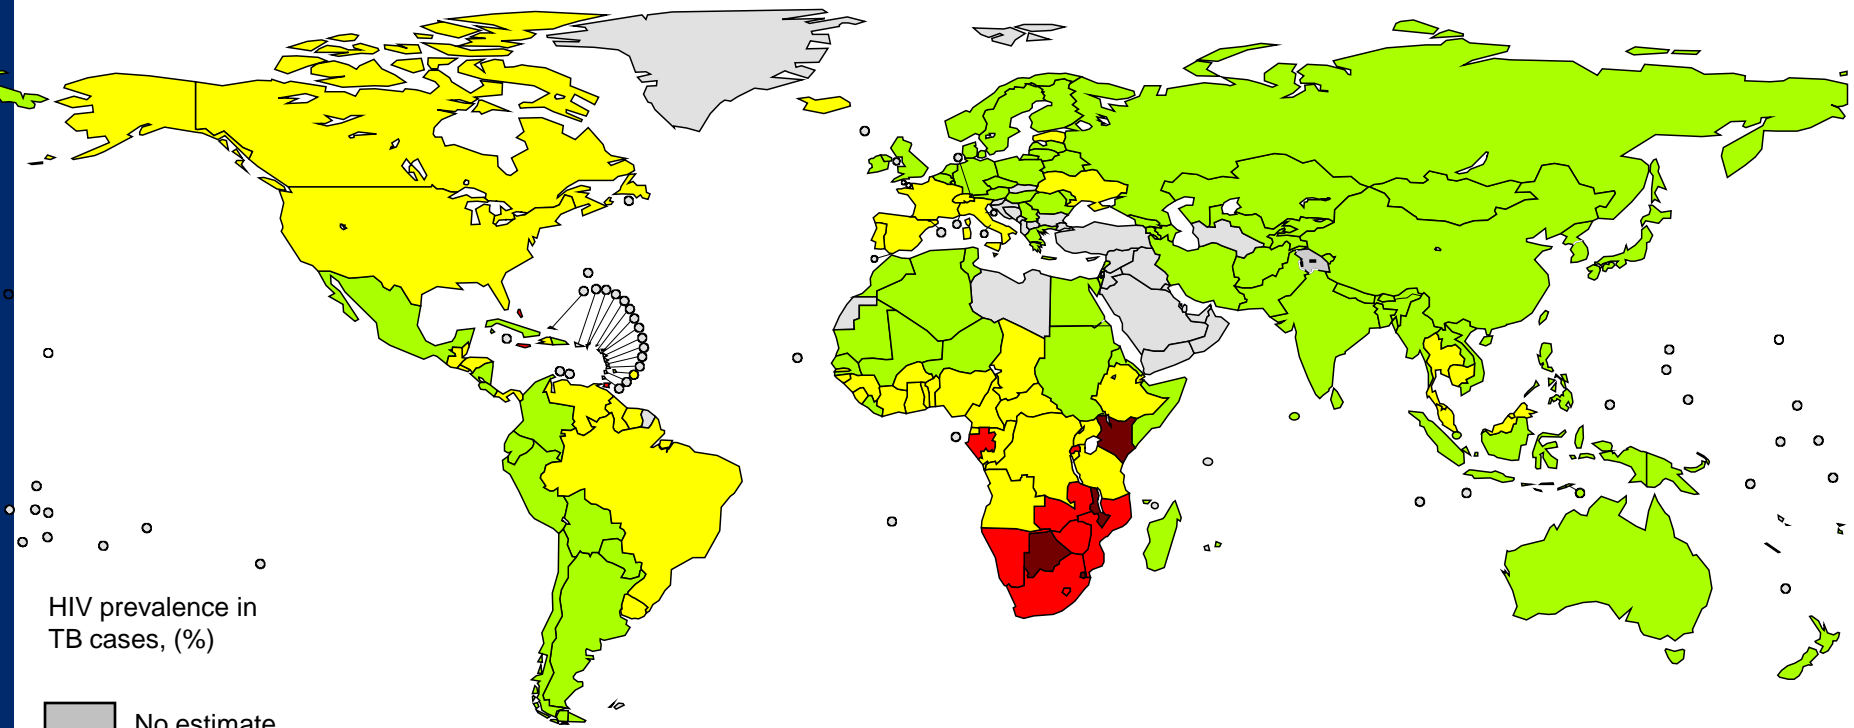 HIV prevalence in
TB cases, (%)
No estimate